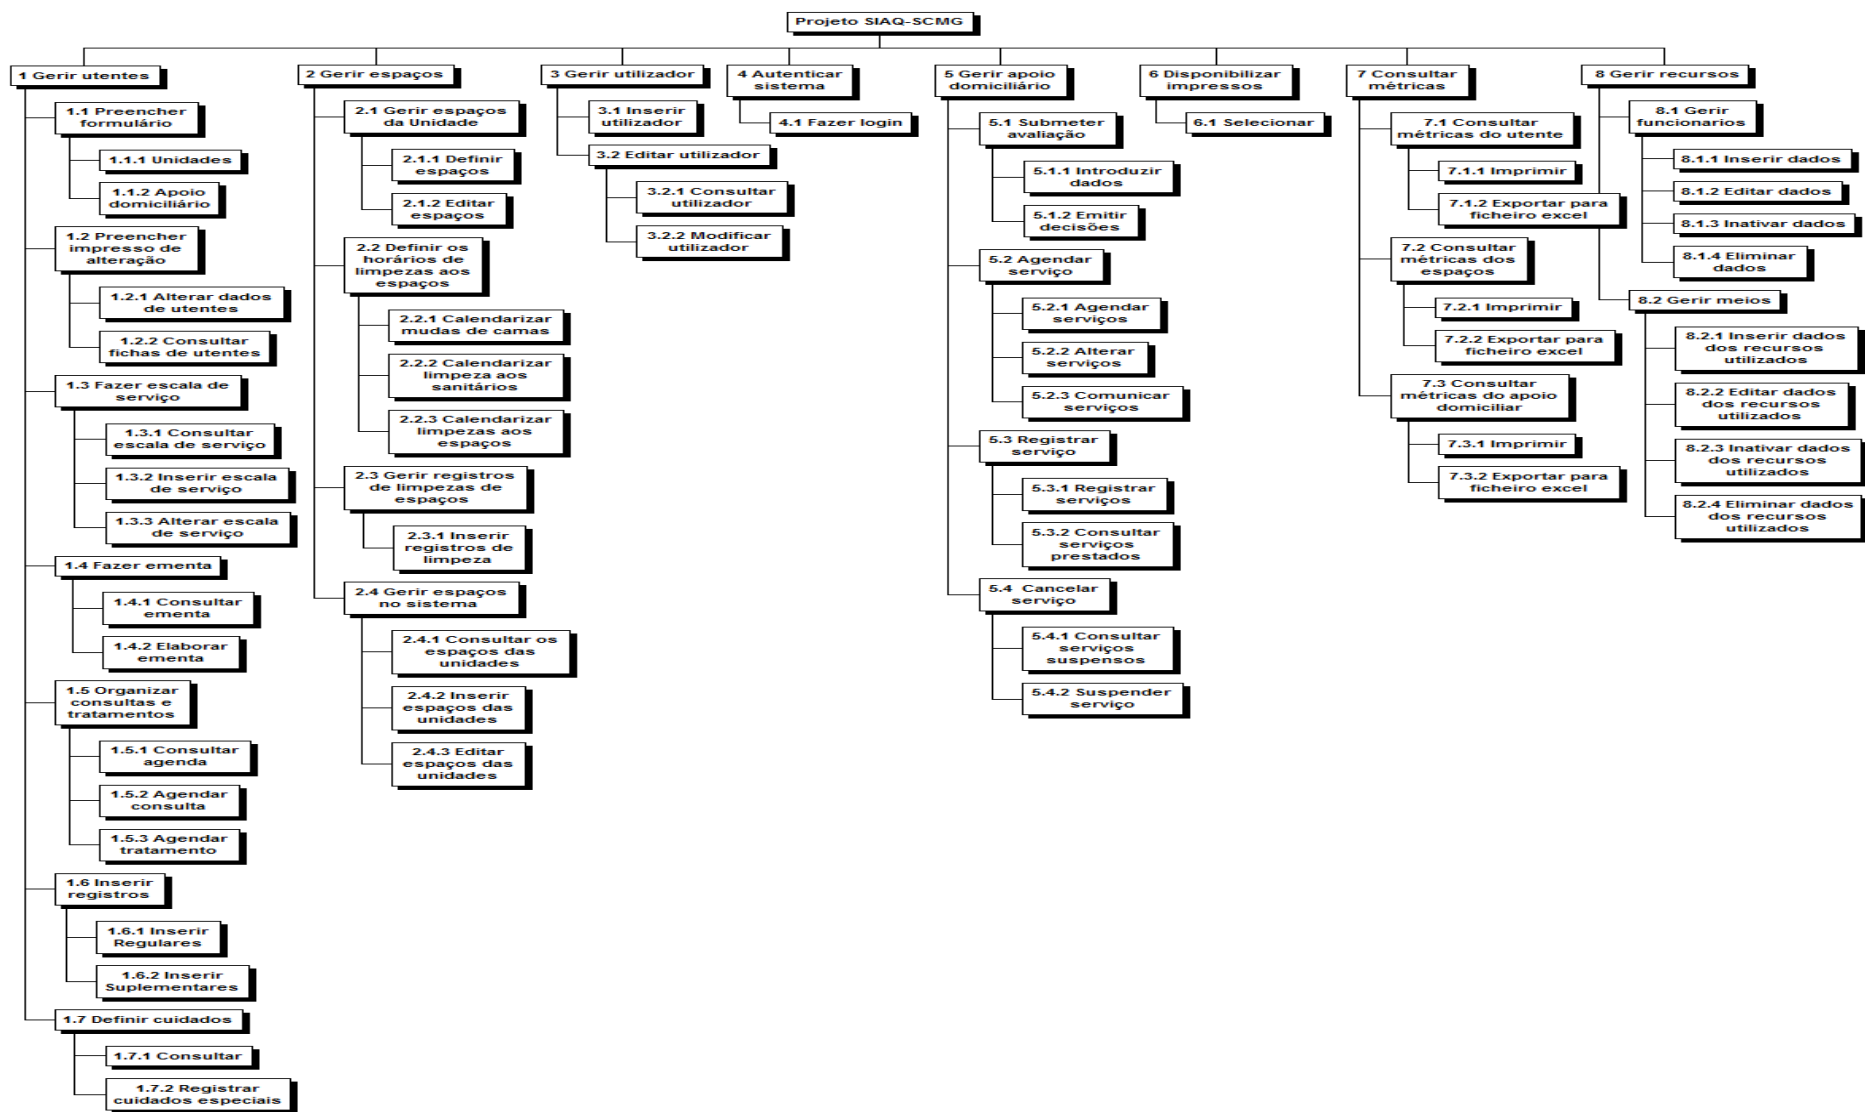 Projeto SIAQ-SCMG
1 Gerir utentes
1.1 Preencher
formulário
1.1.1 Unidades
1.1.2 Apoio
domiciliário
1.2 Preencher
impresso de
alteração
1.2.1 Alterar dados
de utentes
1.2.2 Consultar
fichas de utentes
1.3 Fazer escala de
serviço
1.3.1 Consultar
escala de serviço
1.3.2 Inserir escala
de serviço
1.3.3 Alterar escala
de serviço
1.4 Fazer ementa
1.4.1 Consultar
ementa
1.4.2 Elaborar
ementa
1.5 Organizar
consultas e
tratamentos
1.5.1 Consultar
agenda
1.5.2 Agendar
consulta
1.5.3 Agendar
tratamento
1.6 Inserir
registros
1.6.1 Inserir
Regulares
1.6.2 Inserir
Suplementares
1.7 Definir cuidados
1.7.1 Consultar
1.7.2 Registrar
cuidados especiais
2 Gerir espaços
2.1 Gerir espaços
da Unidade
2.1.1 Definir
espaços
2.1.2 Editar
espaços
2.2 Definir os
horários de
limpezas aos
espaços
2.2.1 Calendarizar
mudas de camas
2.2.2 Calendarizar
limpeza aos
sanitários
2.2.3 Calendarizar
limpezas aos
espaços
2.3 Gerir registros
de limpezas de
espaços
2.3.1 Inserir
registros de
limpeza
2.4 Gerir espaços
no sistema
2.4.1 Consultar os
espaços das
unidades
2.4.2 Inserir
espaços das
unidades
2.4.3 Editar
espaços das
unidades
3 Gerir utilizador
3.1 Inserir
utilizador
3.2 Editar utilizador
3.2.1 Consultar
utilizador
3.2.2 Modificar
utilizador
4 Autenticar
sistema
4.1 Fazer login
5 Gerir apoio
domiciliário
5.1 Submeter
avaliação
5.1.1 Introduzir
dados
5.1.2 Emitir
decisões
5.2 Agendar
serviço
5.2.1 Agendar
serviços
5.2.2 Alterar
serviços
5.2.3 Comunicar
serviços
5.3 Registrar
serviço
5.3.1 Registrar
serviços
5.3.2 Consultar
serviços
prestados
5.4 Cancelar
serviço
5.4.1 Consultar
serviços
suspensos
5.4.2 Suspender
serviço
6 Disponibilizar
impressos
6.1 Selecionar
7 Consultar
métricas
7.1 Consultar
métricas do utente
7.1.1 Imprimir
7.1.2 Exportar para
ficheiro excel
7.2 Consultar
métricas dos
espaços
7.2.1 Imprimir
7.2.2 Exportar para
ficheiro excel
7.3 Consultar
métricas do apoio
domiciliar
7.3.1 Imprimir
7.3.2 Exportar para
ficheiro excel
8 Gerir recursos
8.1 Gerir
funcionarios
8.1.1 Inserir dados
8.1.2 Editar dados
8.1.3 Inativar dados
8.1.4 Eliminar
dados
8.2 Gerir meios
8.2.1 Inserir dados
dos recursos
utilizados
8.2.2 Editar dados
dos recursos
utilizados
8.2.3 Inativar dados
dos recursos
utilizados
8.2.4 Eliminar dados
dos recursos
utilizados